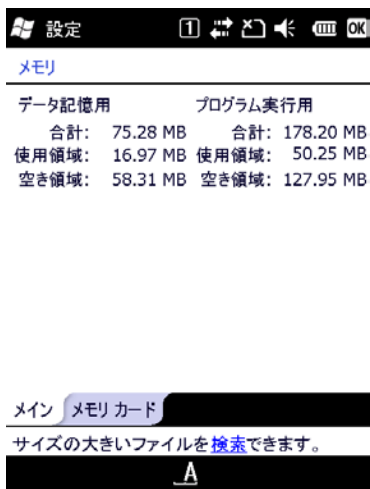 設定 1 OK
メモリ
データ記憶用 プログラム実行用
合計: 75.28 MB 合計: 178.20 MB
使用領域: 16.97 MB 使用領域: 50.25 MB
空き領域: 58.31 MB 空き領域: 127.95 MB
メイン メモリ カード
サイズの大きいファイルを検索できます。
A